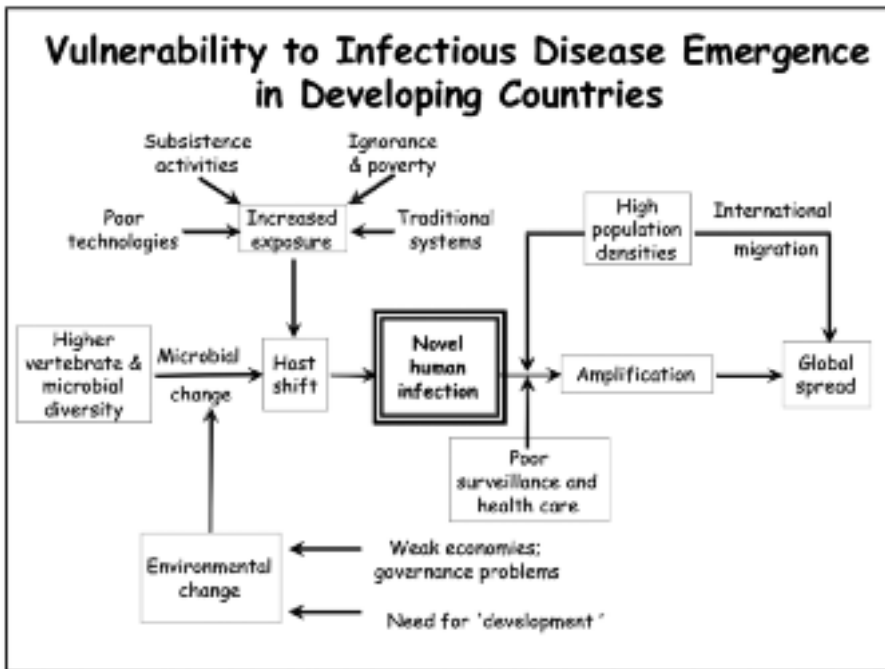 Vulnerability to Infectious Disease Emergence
in Developing Countries
Subsistence
activities
Ignorance
& poverty
Poor
technologies
Increased
exposure
Traditional
systems
High
population
densities
International
migration
Higher
vertebrate &
microbial
diversity
Microbial
change
Host
shift
Novel
human
infection
Amplification
Global
spread
Poor
surveillance and
health care
Environmental
change
Weak economies;
governance problems
Need for 'development'